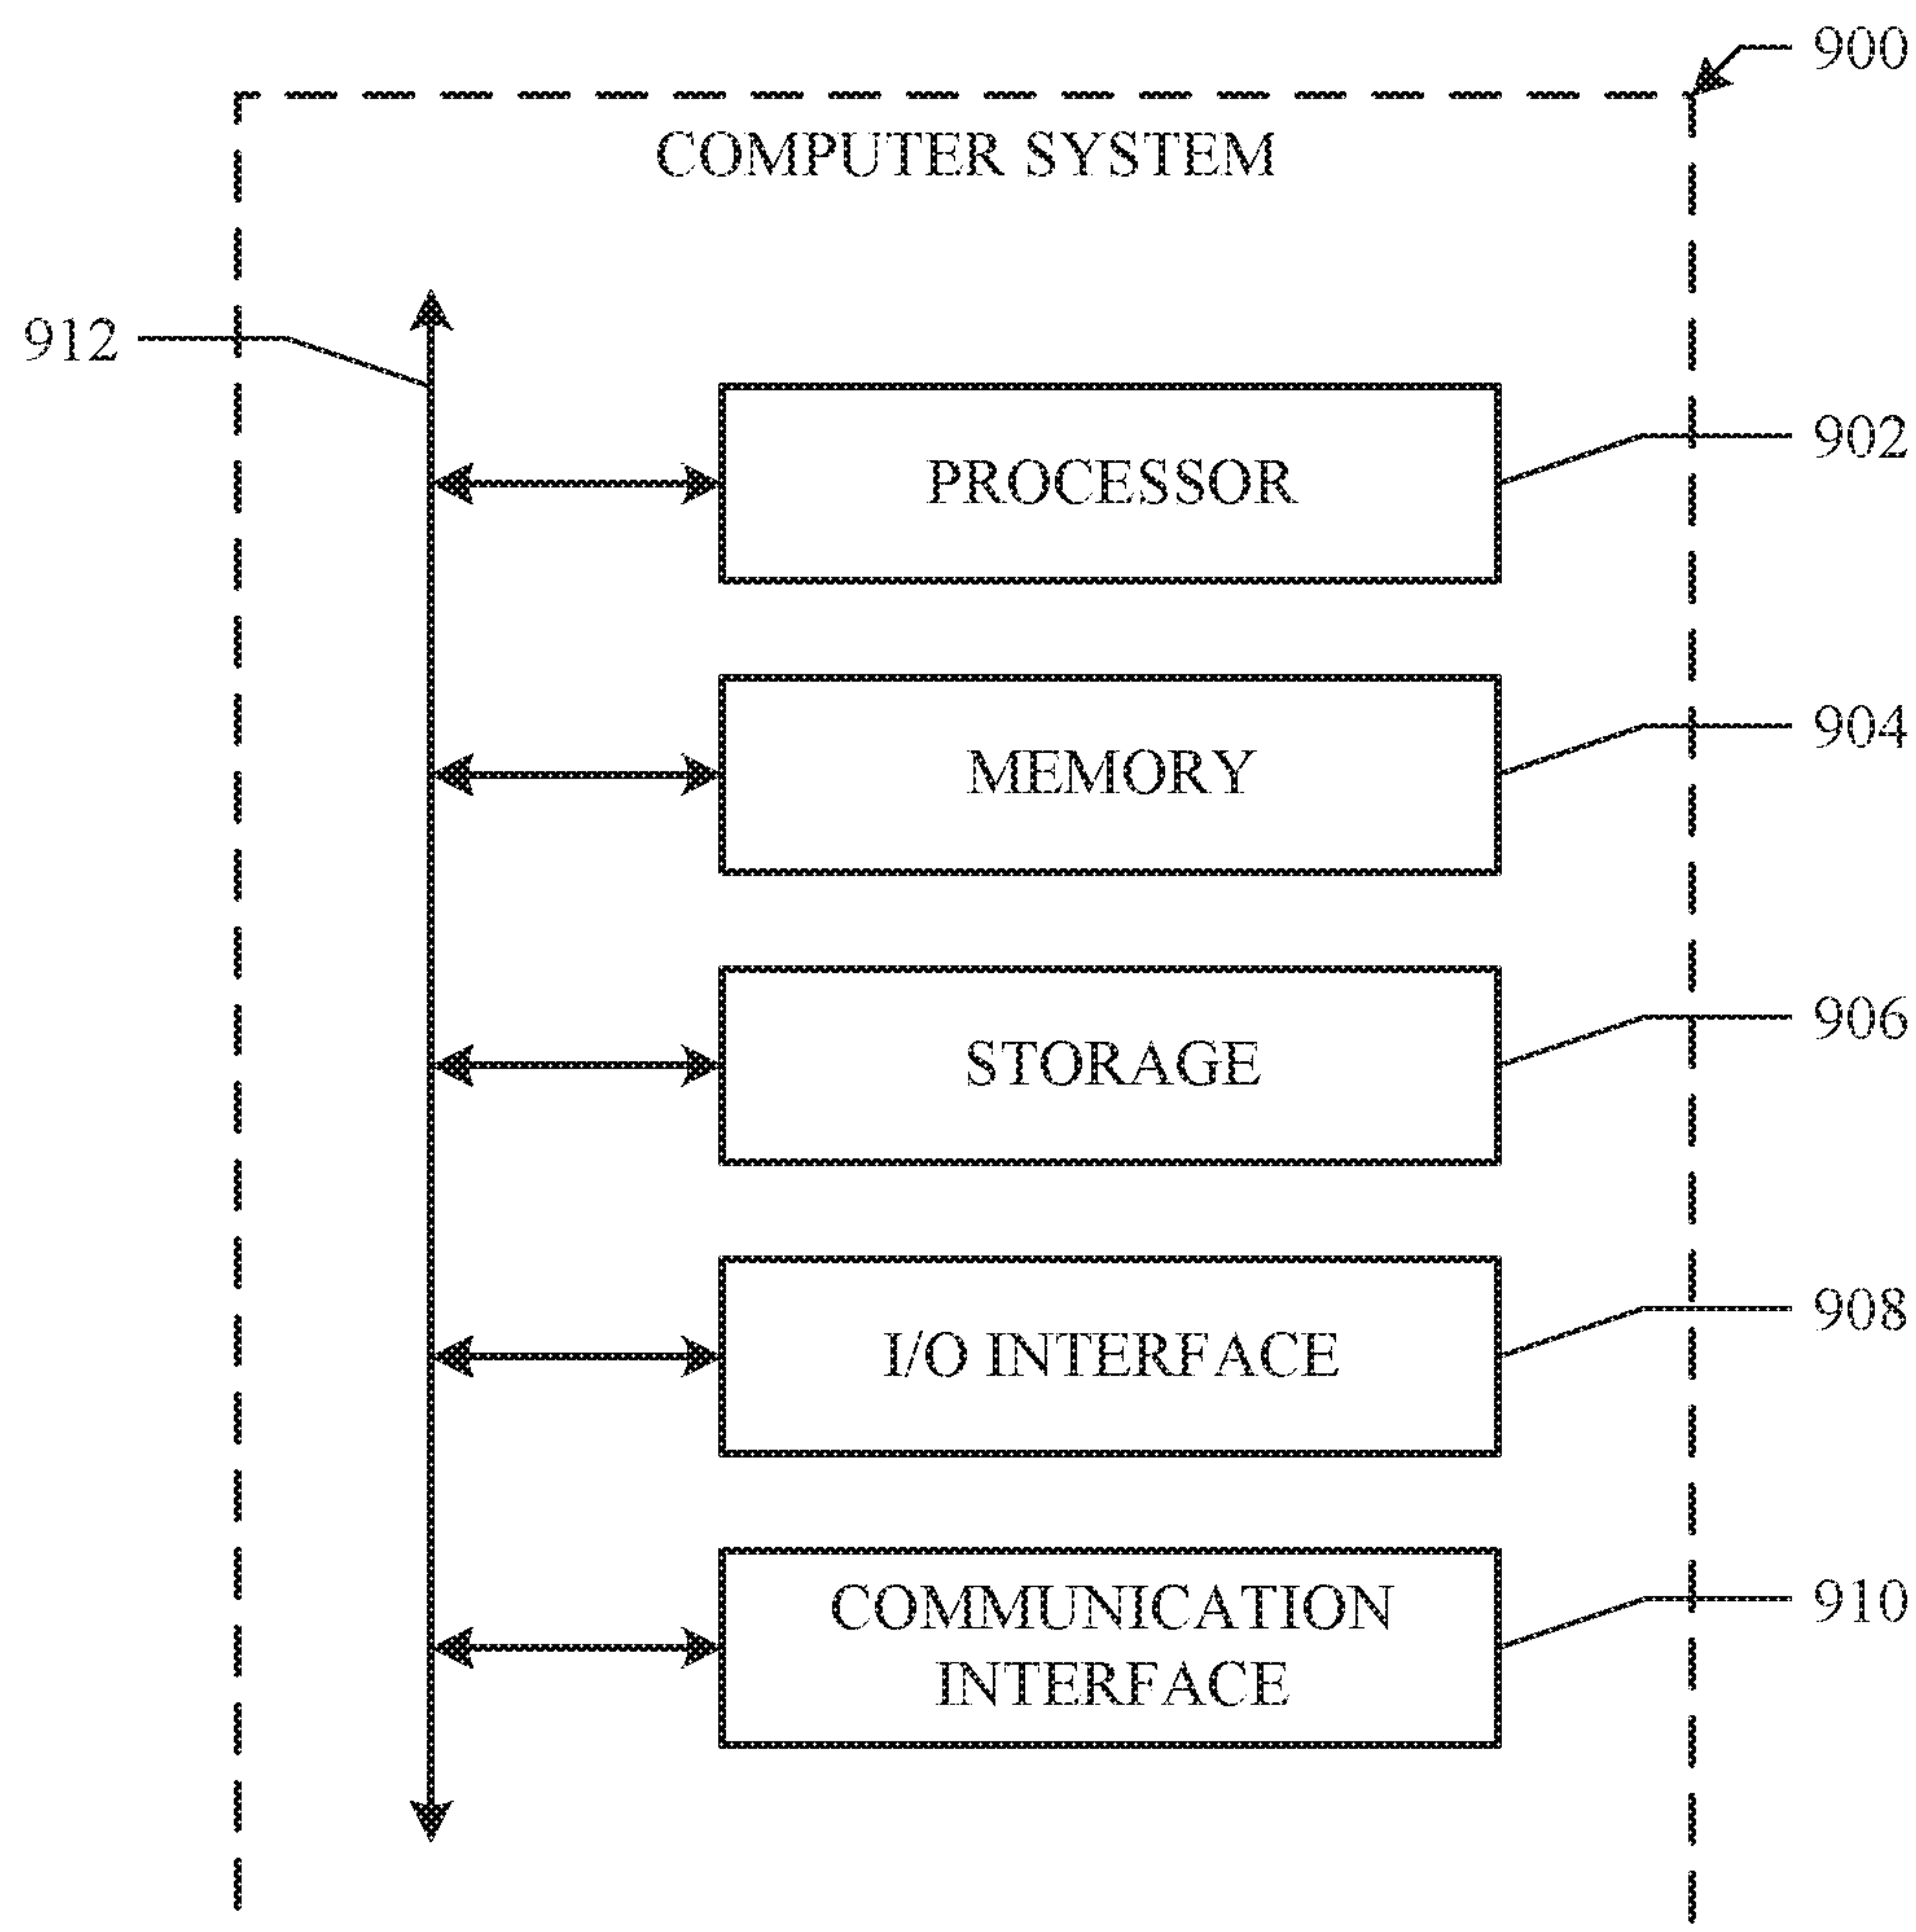 900
COMPUTER SYSTEM
912
PROCESSOR
902
MEMORY
904
STORAGE
906
I/O INTERFACE
908
COMMUNICATION
INTERFACE
910